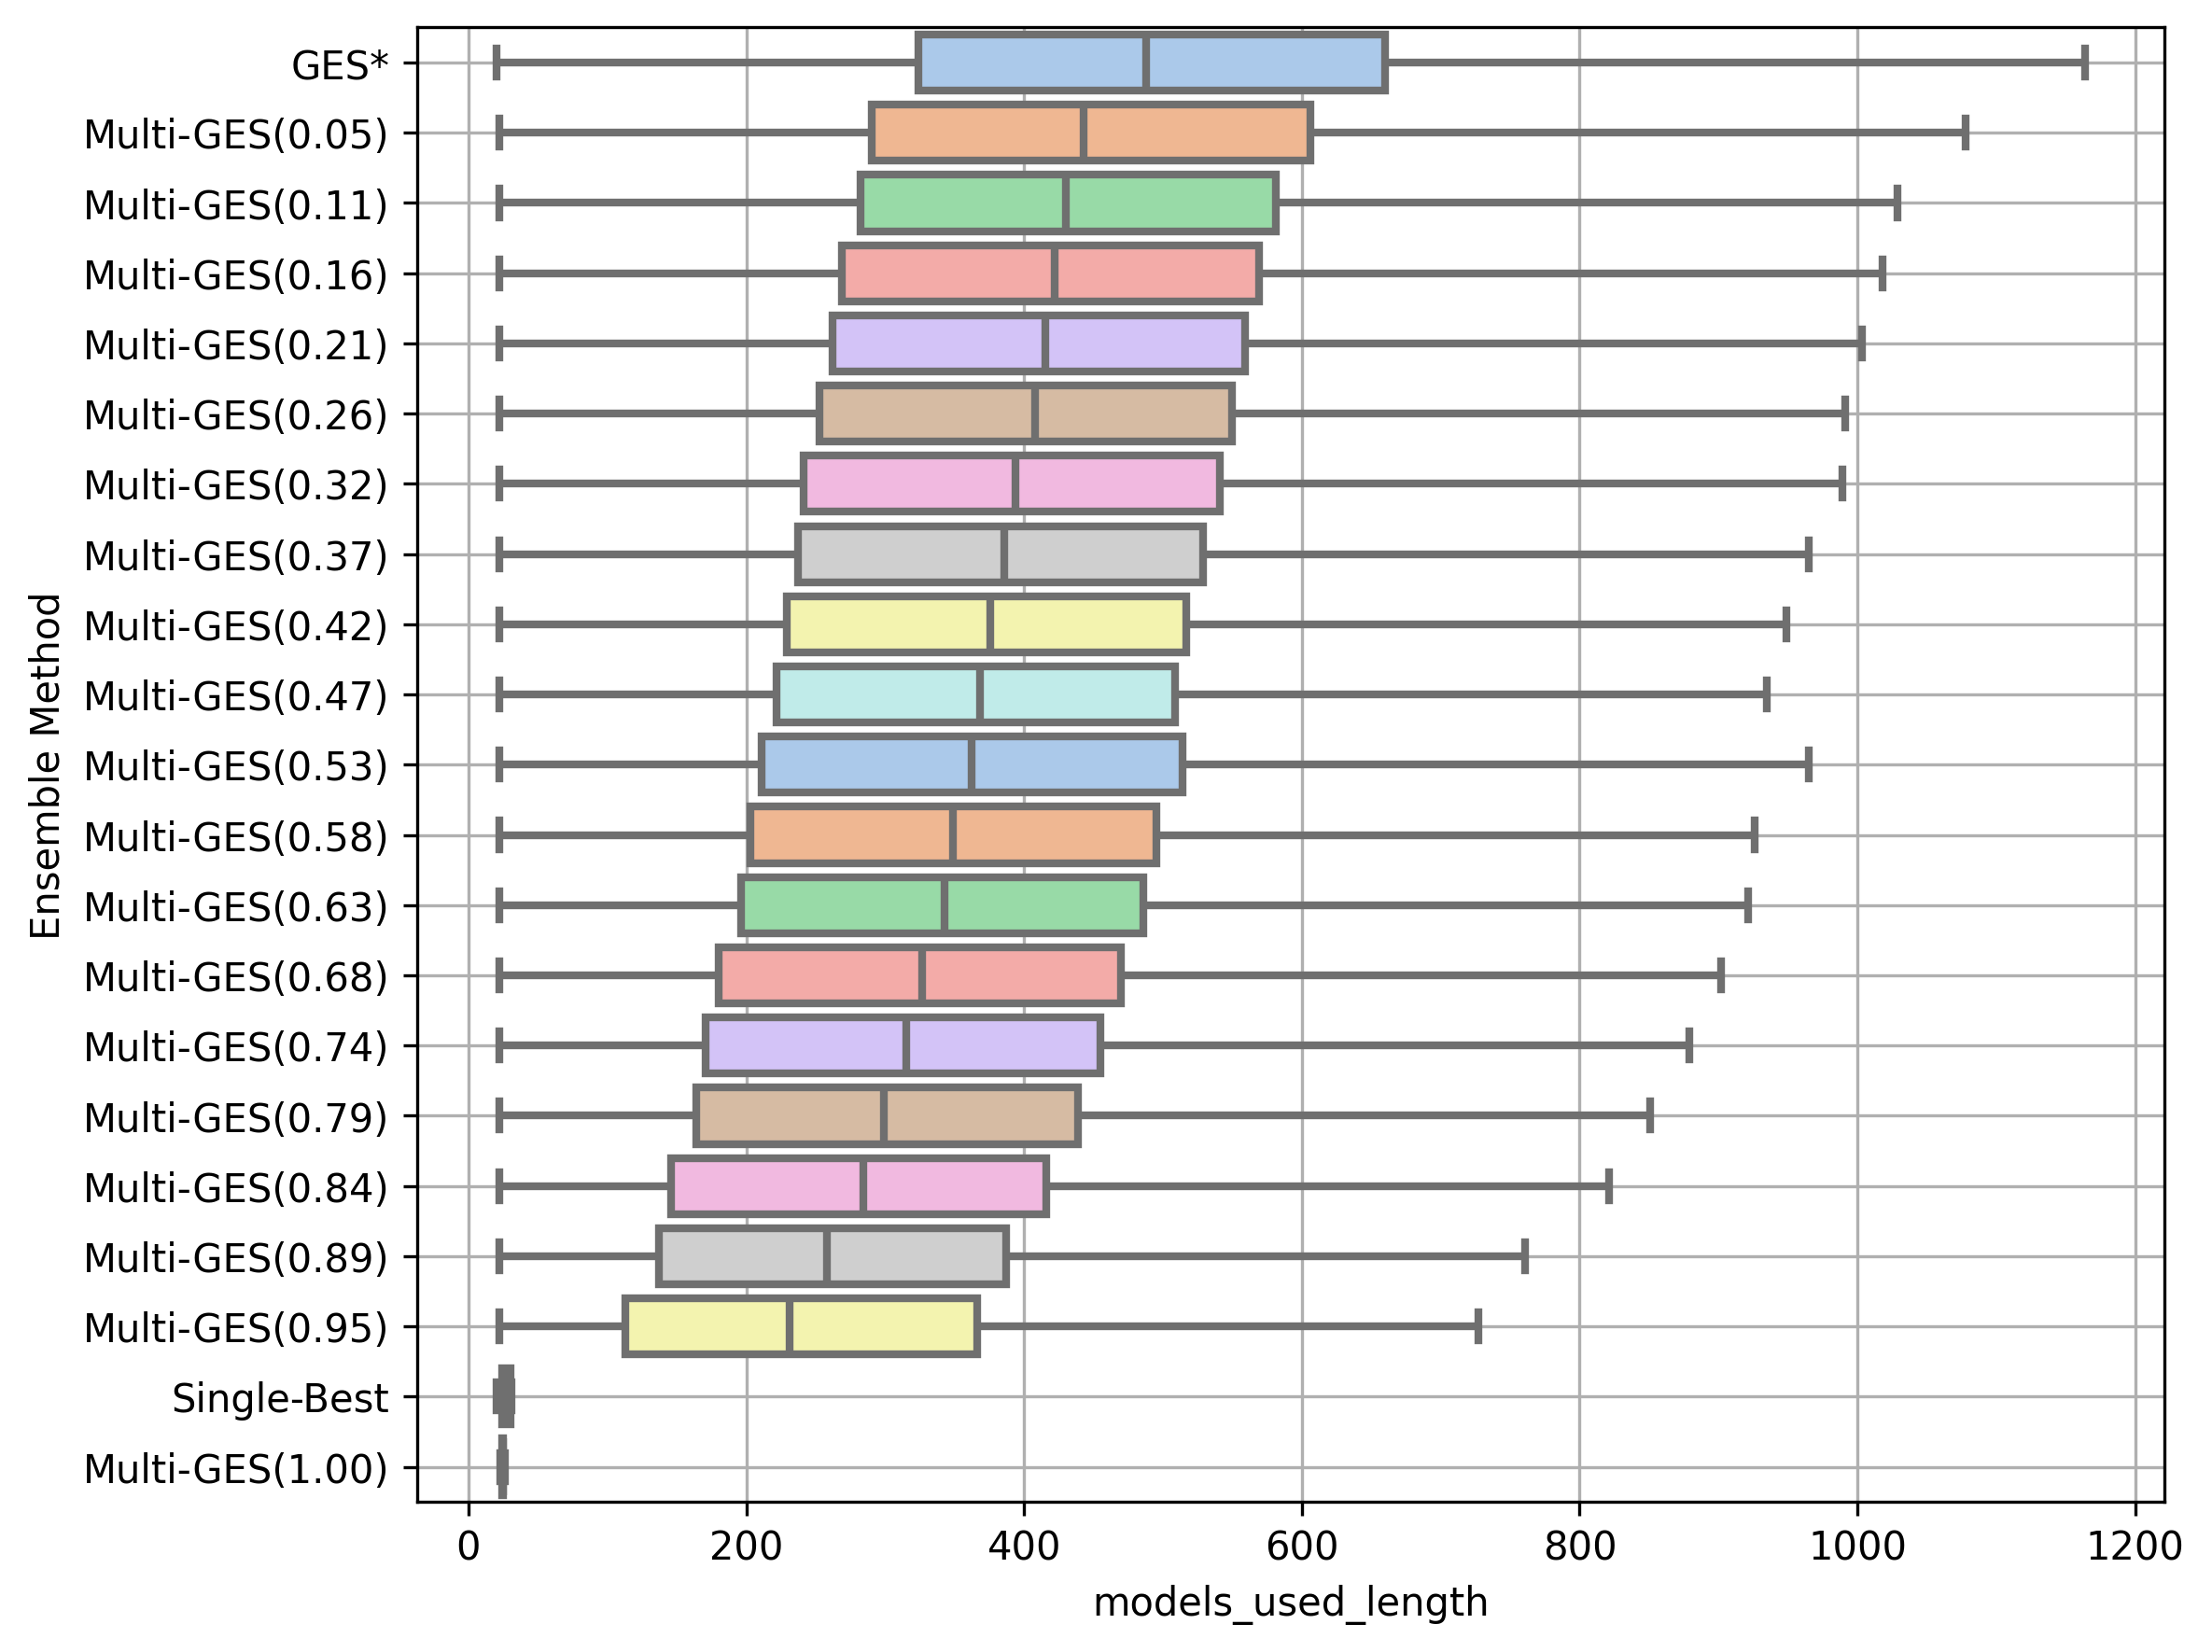 GES*
Multi-GES(0.05)
Multi-GES(0.11)
Multi-GES(0.16)
Multi-GES(0.21)
Multi-GES(0.26)
Multi-GES(0.32)
Multi-GES(0.37)
Multi-GES(0.42)
Multi-GES(0.47)
Multi-GES(0.53)
Multi-GES(0.58)
Multi-GES(0.63)
Multi-GES(0.68)
Multi-GES(0.74)
Multi-GES(0.79)
Multi-GES(0.84)
Multi-GES(0.89)
Multi-GES(0.95)
Single-Best
Multi-GES(1.00)
Ensemble Method
0 200 400 600 800 1000 1200
models_used_length